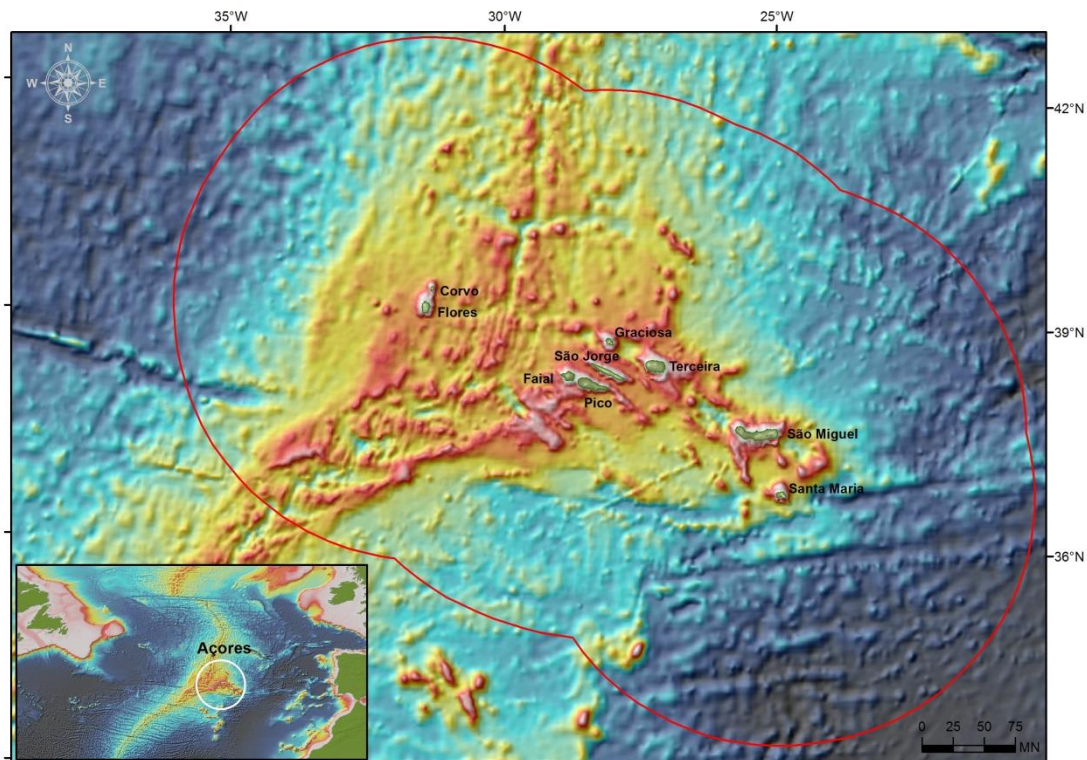 35°W 30°W 25°W
N
W E
S
42°N
Corvo
Flores
39°N
Graciosa
São Jorge
Terceira
Faial
Pico
São Miguel
Santa Maria
36°N
Açores
0 25 50 75
MN